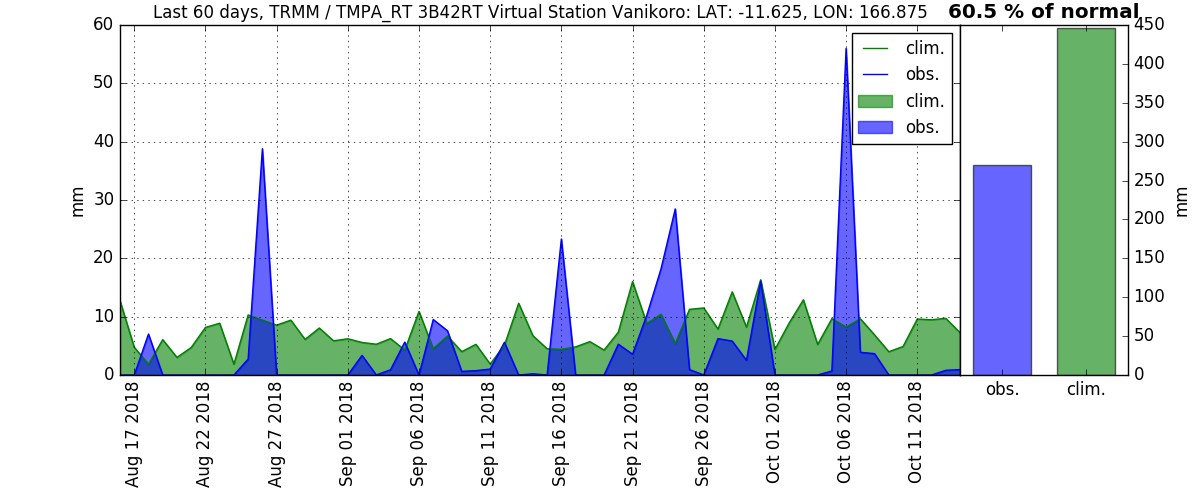 Last 60 days, TRMM / TMPA_RT 3B42RT Virtual Station Vanikoro: LAT: -11.625, LON: 166.875
60.5 % of normal
60
50
40
30
20
10
0
mm
clim.
obs.
clim.
obs.
Aug 17 2018
Aug 22 2018
Aug 27 2018
Sep 01 2018
Sep 06 2018
Sep 11 2018
Sep 16 2018
Sep 21 2018
Sep 26 2018
Oct 01 2018
Oct 06 2018
Oct 11 2018
450
400
350
300
250
200
150
100
50
0
mm
obs.
clim.